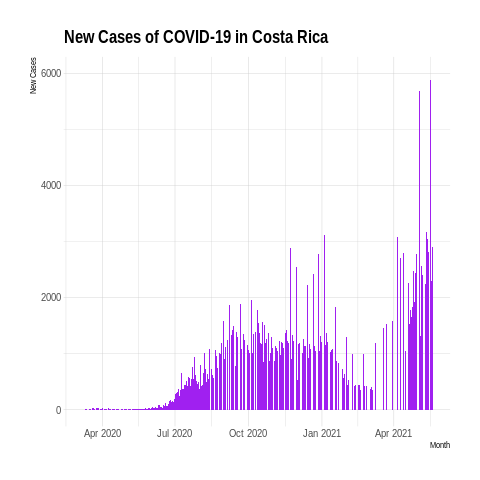 New Cases of COVID-19 in Costa Rica
New Cases
6000
4000
2000
0
Apr 2020 Jul 2020 Oct 2020 Jan 2021 Apr 2021
Month